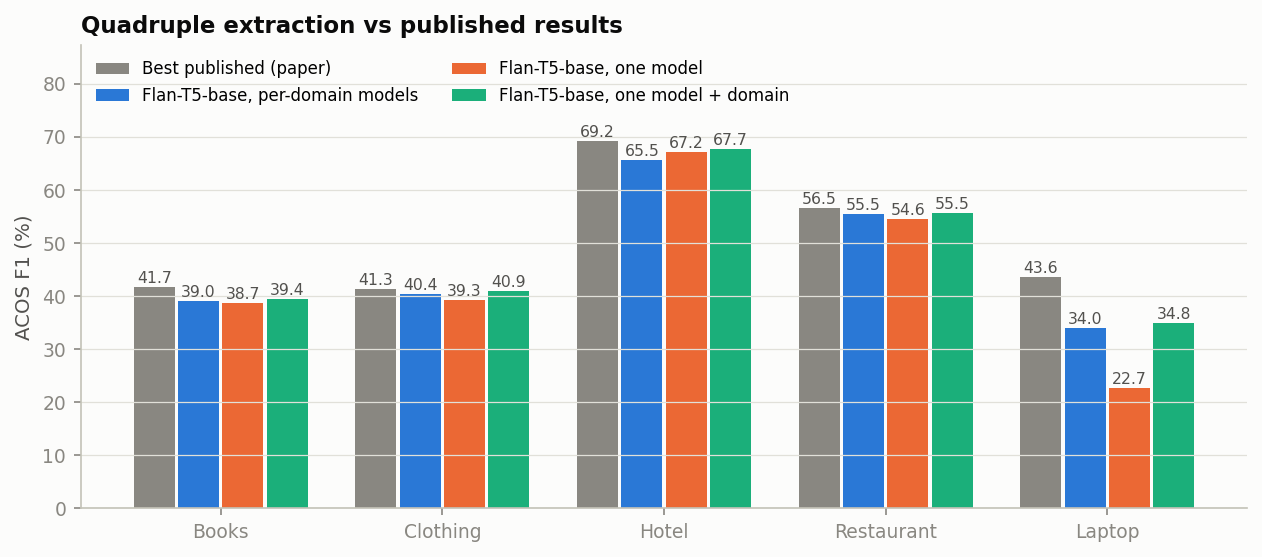 Quadruple extraction vs published results
Best published (paper)
Flan-T5-base, per-domain models
Flan-T5-base, one model
Flan-T5-base, one model + domain
ACOS F1 (%)
80
70
60
50
40
30
20
10
0
41.7 39.0 38.7 39.4
41.3 40.4 39.3 40.9
69.2 65.5 67.2 67.7
56.5 55.5 54.6 55.5
43.6 34.0 22.7 34.8
Books Clothing Hotel Restaurant Laptop